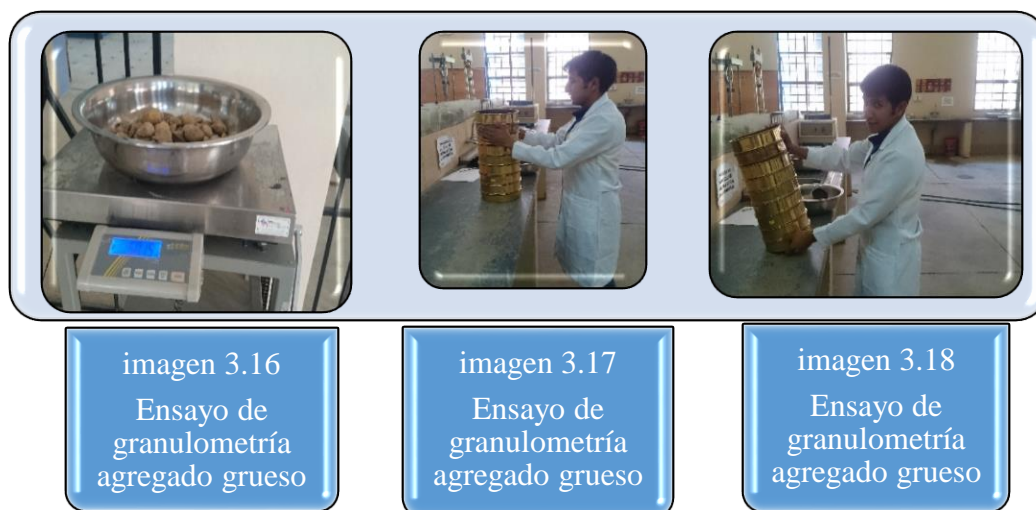 imagen 3.16
Ensayo de
granulometría
agregado grueso
imagen 3.17
Ensayo de
granulometría
agregado grueso
imagen 3.18
Ensayo de
granulometría
agregado grueso